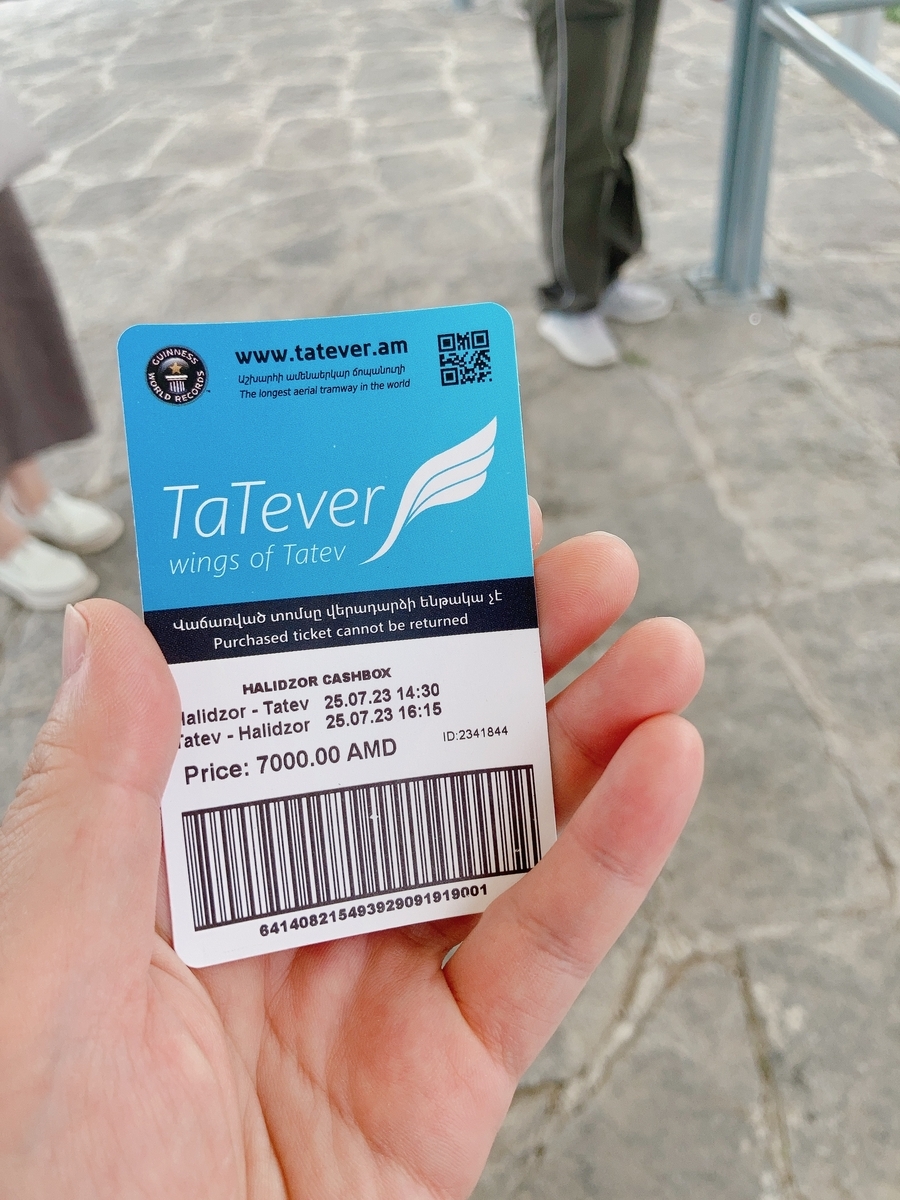 GUINNESS WORLD RECORDS
www.tatever.am
Աշխարհի ամենաերկար ճոպանուղի
The longest aerial tramway in the world
TaTever
wings of Tatev
Վաճառված տոմսը վերադարձի ենթակա չէ
Purchased ticket cannot be returned
HALIDZOR CASHBOX
Halidzor - Tatev 25.07.23 14:30
Tatev - Halidzor 25.07.23 16:15
Price: 7000.00 AMD ID:2341844
641408215493929091919001